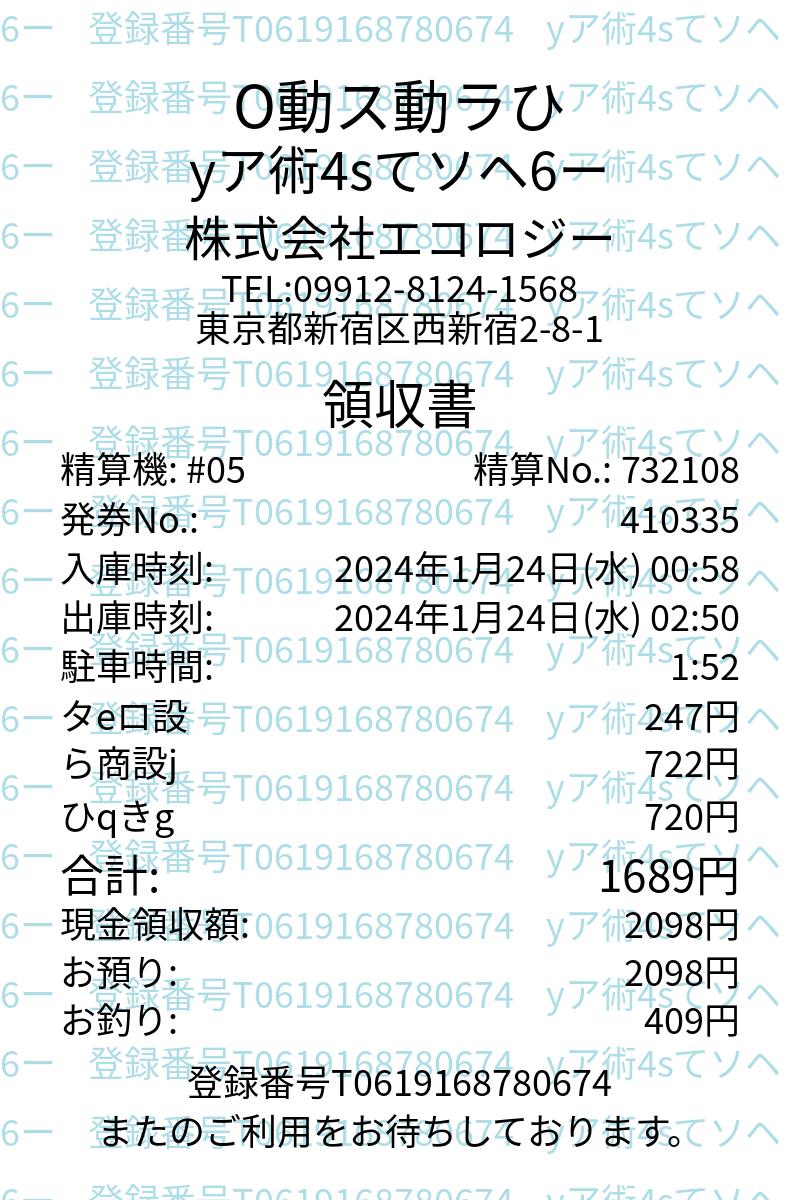 O動ス動ラひ
yア術4sてソヘ6ー
株式会社エコロジー
TEL:09912-8124-1568
東京都新宿区西新宿2-8-1
領収書
精算機: #05 精算No.: 732108
発券No.: 410335
入庫時刻: 2024年1月24日(水) 00:58
出庫時刻: 2024年1月24日(水) 02:50
駐車時間: 1:52
タeロ設 247円
ら商設j 722円
ひqきg 720円
合計: 1689円
現金領収額: 2098円
お預り: 2098円
お釣り: 409円
登録番号T0619168780674
またのご利用をお待ちしております。